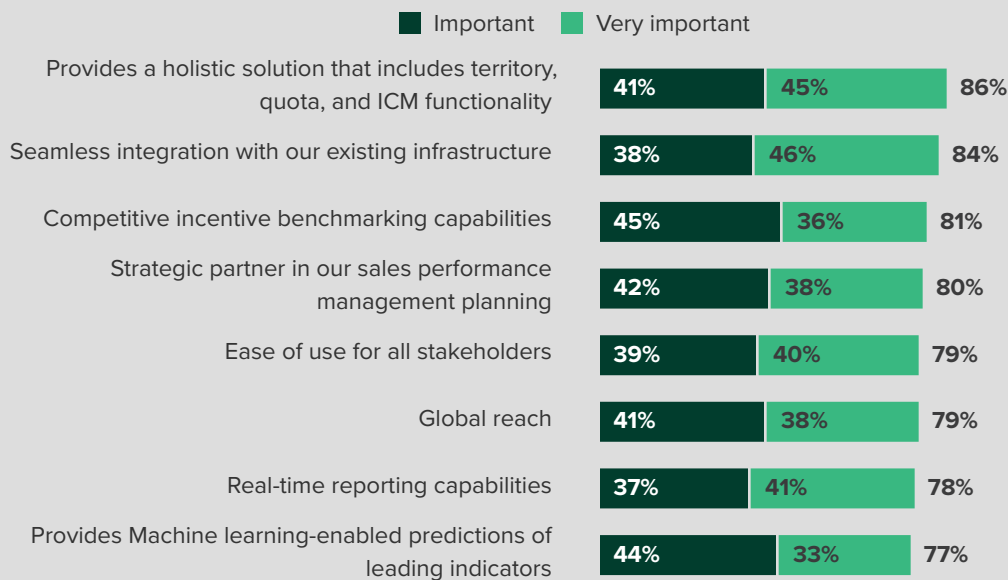 Important Very important
Provides a holistic solution that includes territory,
quota, and ICM functionality
41% 45% 86%
Seamless integration with our existing infrastructure
38% 46% 84%
Competitive incentive benchmarking capabilities
45% 36% 81%
Strategic partner in our sales performance
management planning
42% 38% 80%
Ease of use for all stakeholders
39% 40% 79%
Global reach
41% 38% 79%
Real-time reporting capabilities
37% 41% 78%
Provides Machine learning-enabled predictions of
leading indicators
44% 33% 77%